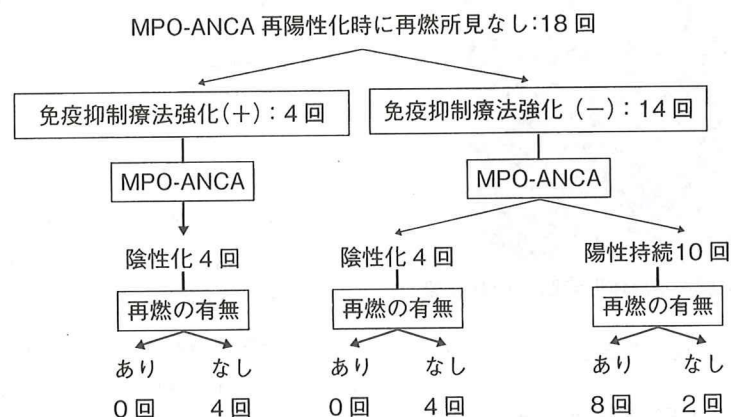 MPO-ANCA 再陽性化時に再燃所見なし:18 回
免疫抑制療法強化(+) : 4 回
免疫抑制療法強化 (-) : 14 回
MPO-ANCA
MPO-ANCA
陰性化 4 回
陰性化 4 回
陽性持続10 回
再燃の有無
再燃の有無
再燃の有無
あり なし あり なし あり なし
0 回 4 回 0 回 4 回 8 回 2 回